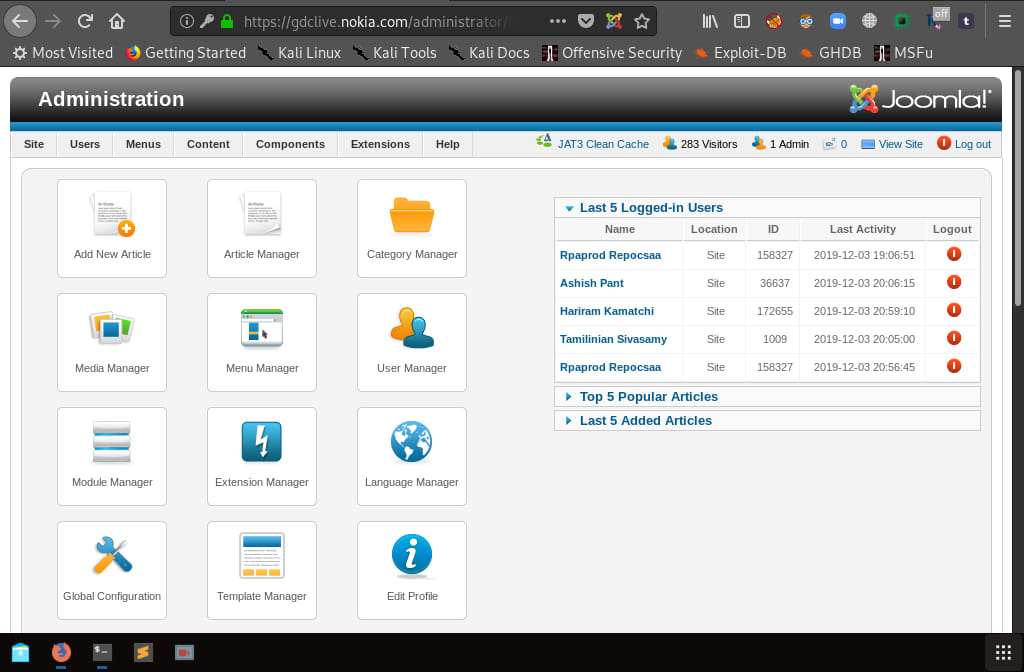 https://gdclive.nokia.com/administrator/
off
t
Most Visited Getting Started Kali Linux Kali Tools Kali Docs Offensive Security Exploit-DB GHDB MSFu
Administration Joomla!
Site Users Menus Content Components Extensions Help JAT3 Clean Cache 283 Visitors 1 Admin 0 View Site Log out
Add New Article Article Manager Category Manager
Media Manager Menu Manager User Manager
Module Manager Extension Manager Language Manager
Global Configuration Template Manager Edit Profile
Last 5 Logged-in Users
Name Location ID Last Activity Logout
Rpaprod Repocsaa Site 158327 2019-12-03 19:06:51
Ashish Pant Site 36637 2019-12-03 20:06:15
Hariram Kamatchi Site 172655 2019-12-03 20:59:10
Tamilinian Sivasamy Site 1009 2019-12-03 20:05:00
Rpaprod Repocsaa Site 158327 2019-12-03 20:56:45
Top 5 Popular Articles
Last 5 Added Articles